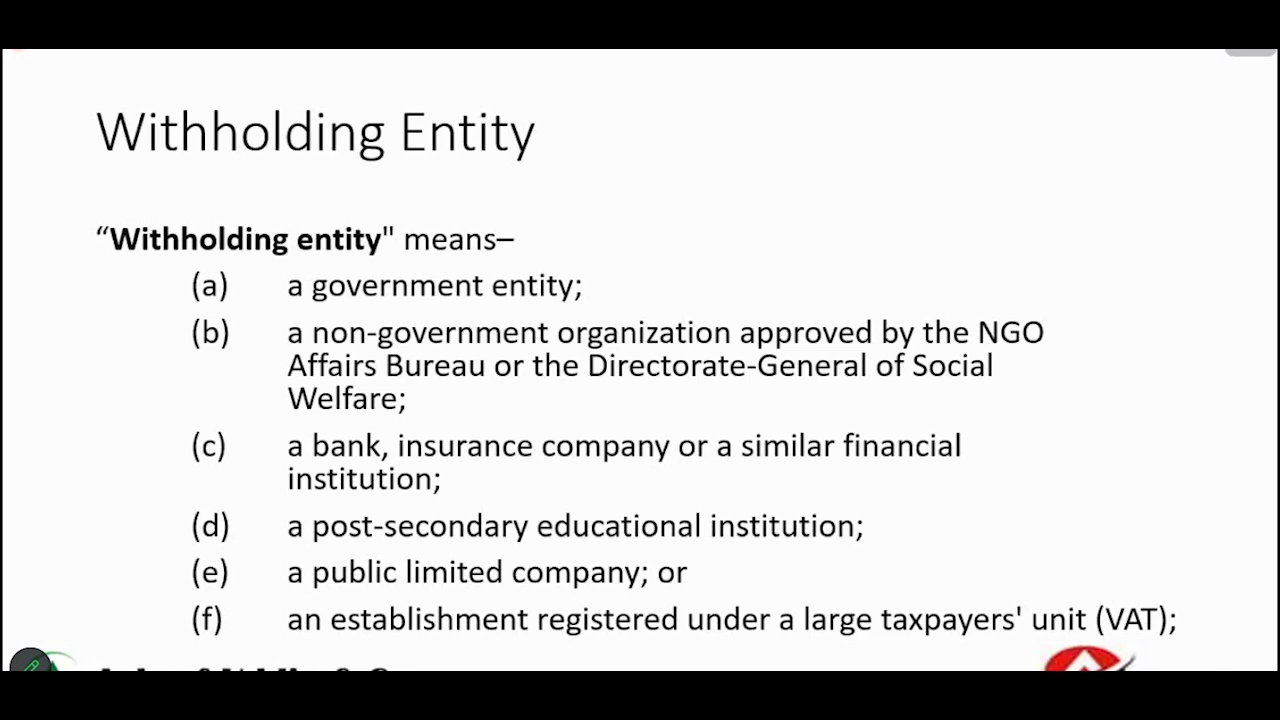 Withholding Entity
“Withholding entity" means–
(a) a government entity;
(b) a non-government organization approved by the NGO
Affairs Bureau or the Directorate-General of Social
Welfare;
(c) a bank, insurance company or a similar financial
institution;
(d) a post-secondary educational institution;
(e) a public limited company; or
(f) an establishment registered under a large taxpayers' unit (VAT);